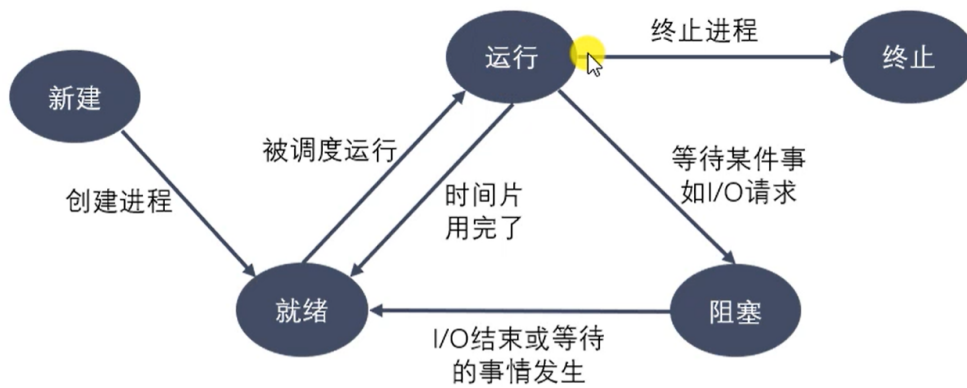 运行
终止进程
终止
新建
被调度运行
等待某件事
如I/O请求
创建进程
时间片
用完了
就绪
阻塞
I/O结束或等待
的事情发生